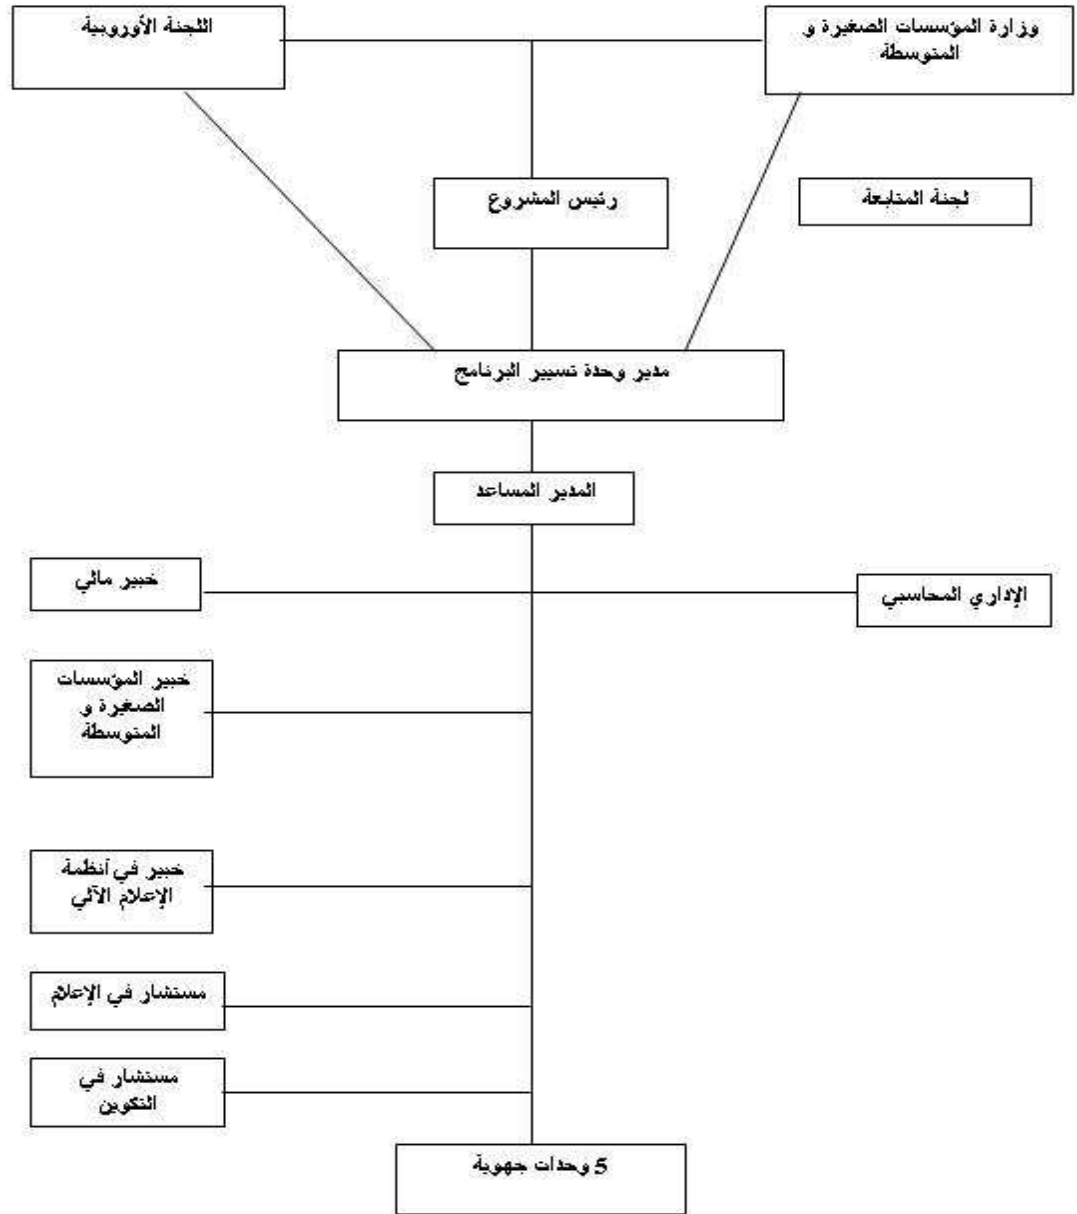 وزارة المؤسسات الصغيرة و
المتوسطة
اللجنة الأوروبية
لجنة المتابعة
رئيس المشروع
مدير وحدة تسيير البرنامج
المدير المساعد
الإداري المحاسبي
خبير مالي
خبير المؤسسات
الصغيرة و
المتوسطة
خبير في أنظمة
الإعلام الآلي
مستشار في الإعلام
مستشار في
التكوين
5 وحدات جهوية